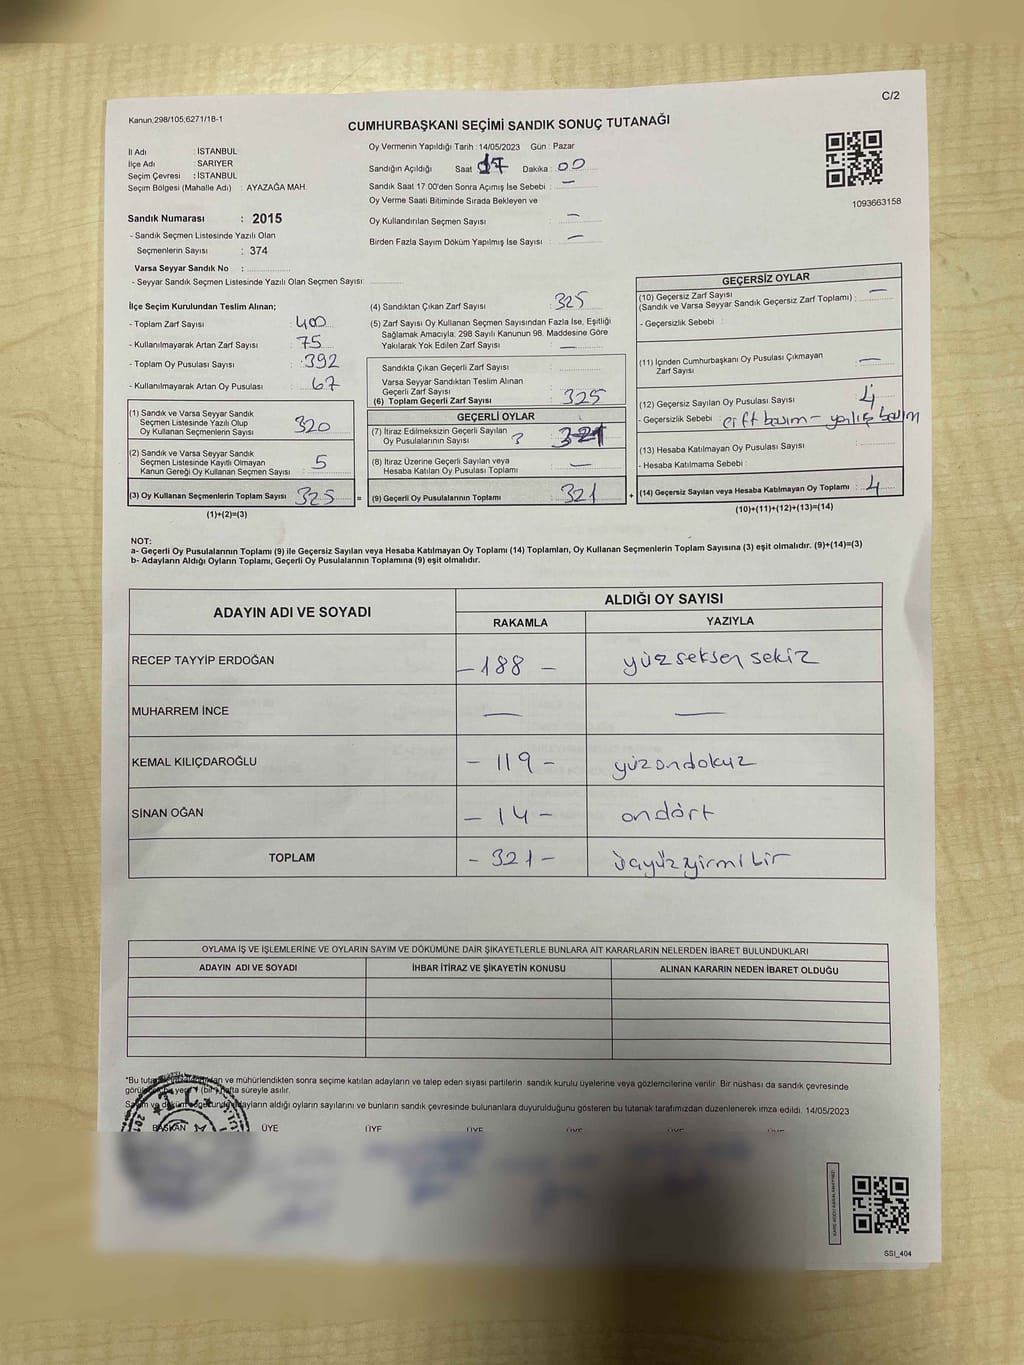 C/2
Kanun;298/105;6271/18-1
CUMHURBAŞKANI SEÇİMİ SANDIK SONUÇ TUTANAĞI
İl Adı : İSTANBUL
İlçe Adı : SARIYER
Seçim Çevresi : İSTANBUL
Seçim Bölgesi (Mahalle Adı) : AYAZAĞA MAH.
Sandık Numarası : 2015
- Sandık Seçmen Listesinde Yazılı Olan
Seçmenlerin Sayısı : 374
Varsa Seyyar Sandık No :
- Seyyar Sandık Seçmen Listesinde Yazılı Olan Seçmen Sayısı:
Oy Vermenin Yapıldığı Tarih : 14/05/2023 Gün : Pazar
Sandığın Açıldığı Saat 17 Dakika : 00
Sandık Saat 17:00'den Sonra Açımış İse Sebebi : —
Oy Verme Saati Bitiminde Sırada Bekleyen ve
Oy Kullandırılan Seçmen Sayısı : —
Birden Fazla Sayım Döküm Yapılmış İse Sayısı : —
1093663158
İlçe Seçim Kurulundan Teslim Alınan;
- Toplam Zarf Sayısı : 400
- Kullanılmayarak Artan Zarf Sayısı : 75
- Toplam Oy Pusulası Sayısı : 392
- Kullanılmayarak Artan Oy Pusulası : 67
(1) Sandık ve Varsa Seyyar Sandık
Seçmen Listesinde Yazılı Olup
Oy Kullanan Seçmenlerin Sayısı 320
(2) Sandık ve Varsa Seyyar Sandık
Seçmen Listesinde Kayıtlı Olmayan
Kanun Gereği Oy Kullanan Seçmen Sayısı 5
(3) Oy Kullanan Seçmenlerin Toplam Sayısı 325 =
(1)+(2)=(3)
(4) Sandıktan Çıkan Zarf Sayısı 325
(5) Zarf Sayısı Oy Kullanan Seçmen Sayısından Fazla İse, Eşitliği
Sağlamak Amacıyla; 298 Sayılı Kanunun 98. Maddesine Göre
Yakılarak Yok Edilen Zarf Sayısı : —
Sandıkta Çıkan Geçerli Zarf Sayısı :
Varsa Seyyar Sandıktan Teslim Alınan
Geçerli Zarf Sayısı :
(6) Toplam Geçerli Zarf Sayısı : 325
GEÇERLİ OYLAR
(7) İtiraz Edilmeksizin Geçerli Sayılan
Oy Pusulalarının Sayısı 321
(8) İtiraz Üzerine Geçerli Sayılan veya
Hesaba Katılan Oy Pusulası Toplamı : —
(9) Geçerli Oy Pusulalarının Toplamı : 321 +
GEÇERSİZ OYLAR
(10) Geçersiz Zarf Sayısı
(Sandık ve Varsa Seyyar Sandık Geçersiz Zarf Toplamı) : —
- Geçersizlik Sebebi :
(11) İçinden Cumhurbaşkanı Oy Pusulası Çıkmayan
Zarf Sayısı : —
(12) Geçersiz Sayılan Oy Pusulası Sayısı : 4
- Geçersizlik Sebebi : çift basım – yanlış basım
(13) Hesaba Katılmayan Oy Pusulası Sayısı :
- Hesaba Katılmama Sebebi :
(14) Geçersiz Sayılan veya Hesaba Katılmayan Oy Toplamı : 4
(10)+(11)+(12)+(13)=(14)
NOT:
a- Geçerli Oy Pusulalarının Toplamı (9) ile Geçersiz Sayılan veya Hesaba Katılmayan Oy Toplamı (14) Toplamları, Oy Kullanan Seçmenlerin Toplam Sayısına (3) eşit olmalıdır. (9)+(14)=(3)
b- Adayların Aldığı Oyların Toplamı, Geçerli Oy Pusulalarının Toplamına (9) eşit olmalıdır.
ADAYIN ADI VE SOYADI
ALDIĞI OY SAYISI
RAKAMLA YAZIYLA
RECEP TAYYİP ERDOĞAN – 188 – yüzseksen sekiz
MUHARREM İNCE — —
KEMAL KILIÇDAROĞLU – 119 – yüzondokuz
SİNAN OĞAN – 14 – ondört
TOPLAM – 321 – üçyüzyirmi bir
OYLAMA İŞ VE İŞLEMLERİNE VE OYLARIN SAYIM VE DÖKÜMÜNE DAİR ŞİKAYETLERLE BUNLARA AİT KARARLARIN NELERDEN İBARET BULUNDUKLARI
ADAYIN ADI VE SOYADI İHBAR İTİRAZ VE ŞİKAYETİN KONUSU ALINAN KARARIN NEDEN İBARET OLDUĞU
*Bu ve mühürlendikten sonra seçime katılan adayların ve talep eden siyasi partilerin sandık kurulu üyelerine veya gözlemcilerine verilir. Bir nüshası da sandık çevresinde
süreyle asılır.
aldığı oyların sayılarını ve bunların sandık çevresinde bulunanlara duyurulduğunu gösteren bu tutanak tarafımızdan düzenlenerek imza edildi. 14/05/2023
BAŞKAN ÜYE ÜYE ÜYE
SSI_404